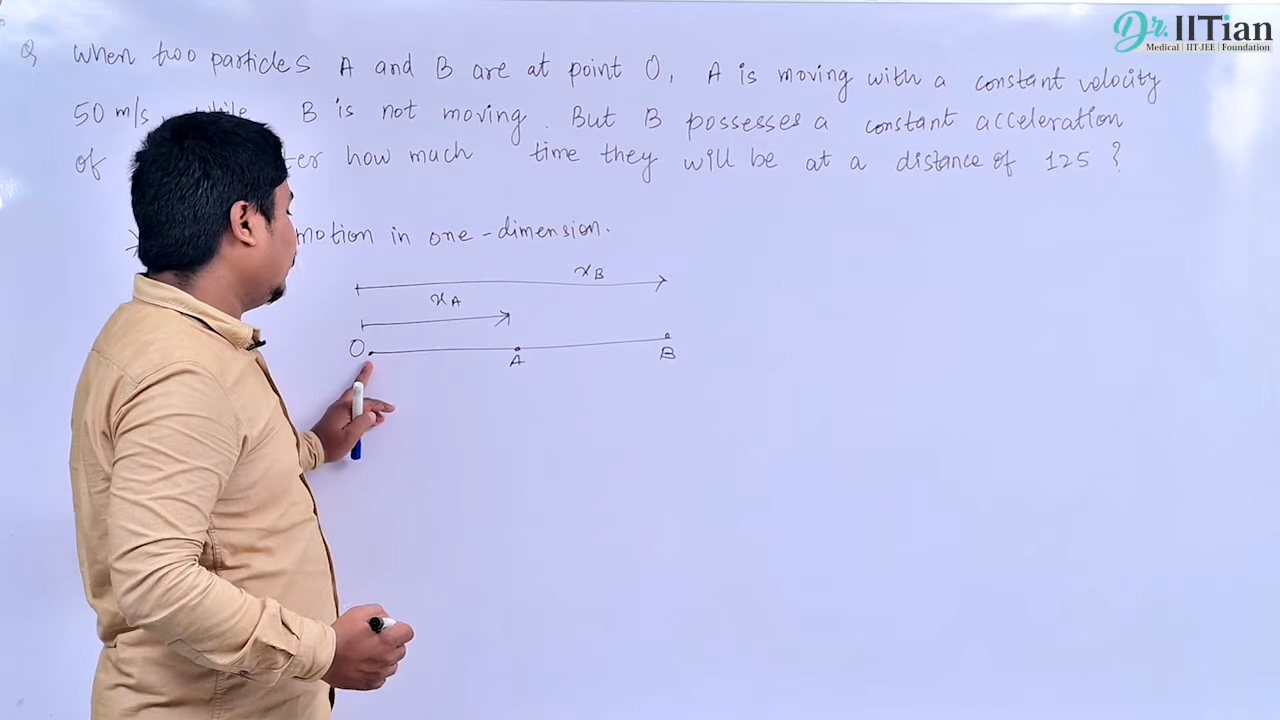 Dr. IITian
Medical | IIT-JEE | Foundation
Q When two particles A and B are at point O, A is moving with a constant velocity
50 m/s while B is not moving. But B possesses a constant acceleration
of how much time they will be at a distance of 125 ?
motion in one-dimension.
xB
xA
O
A
B